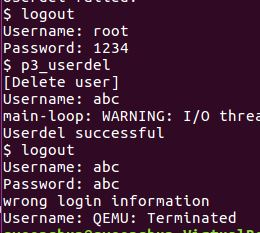 $ logout
Username: root
Password: 1234
$ p3_userdel
[Delete user]
Username: abc
main-loop: WARNING: I/O threa
Userdel successful
$ logout
Username: abc
Password: abc
wrong login information
Username: QEMU: Terminated